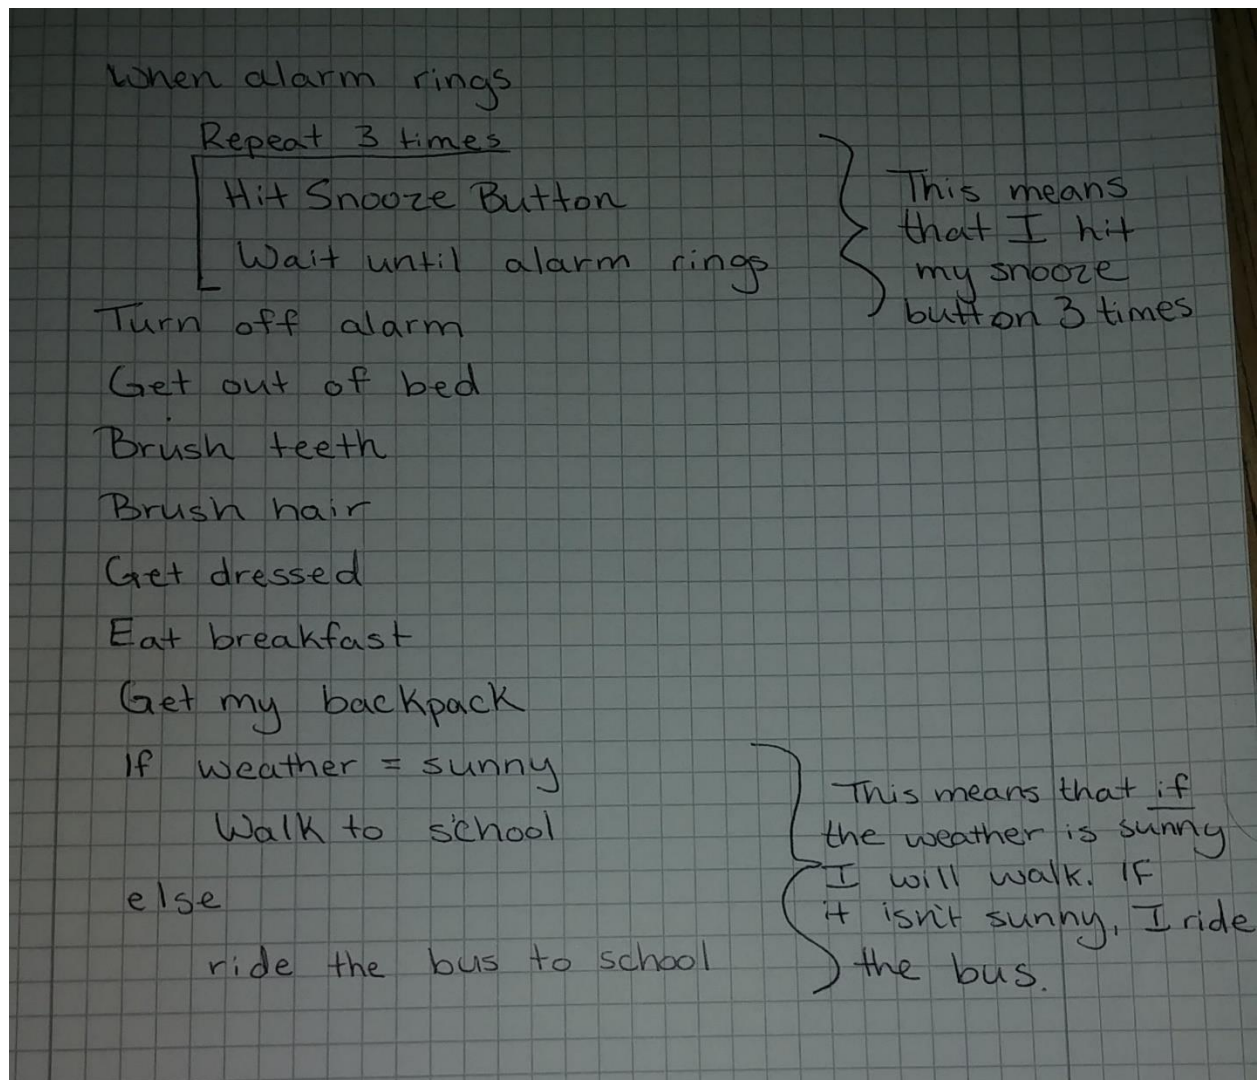 When alarm rings
Repeat 3 times
Hit Snooze Button
Wait until alarm rings
This means
that I hit
my snooze
button 3 times
Turn off alarm
Get out of bed
Brush teeth
Brush hair
Get dressed
Eat breakfast
Get my backpack
If weather = sunny
Walk to school
else
ride the bus to school
This means that if
the weather is sunny
I will walk. If
it isn't sunny, I ride
the bus.